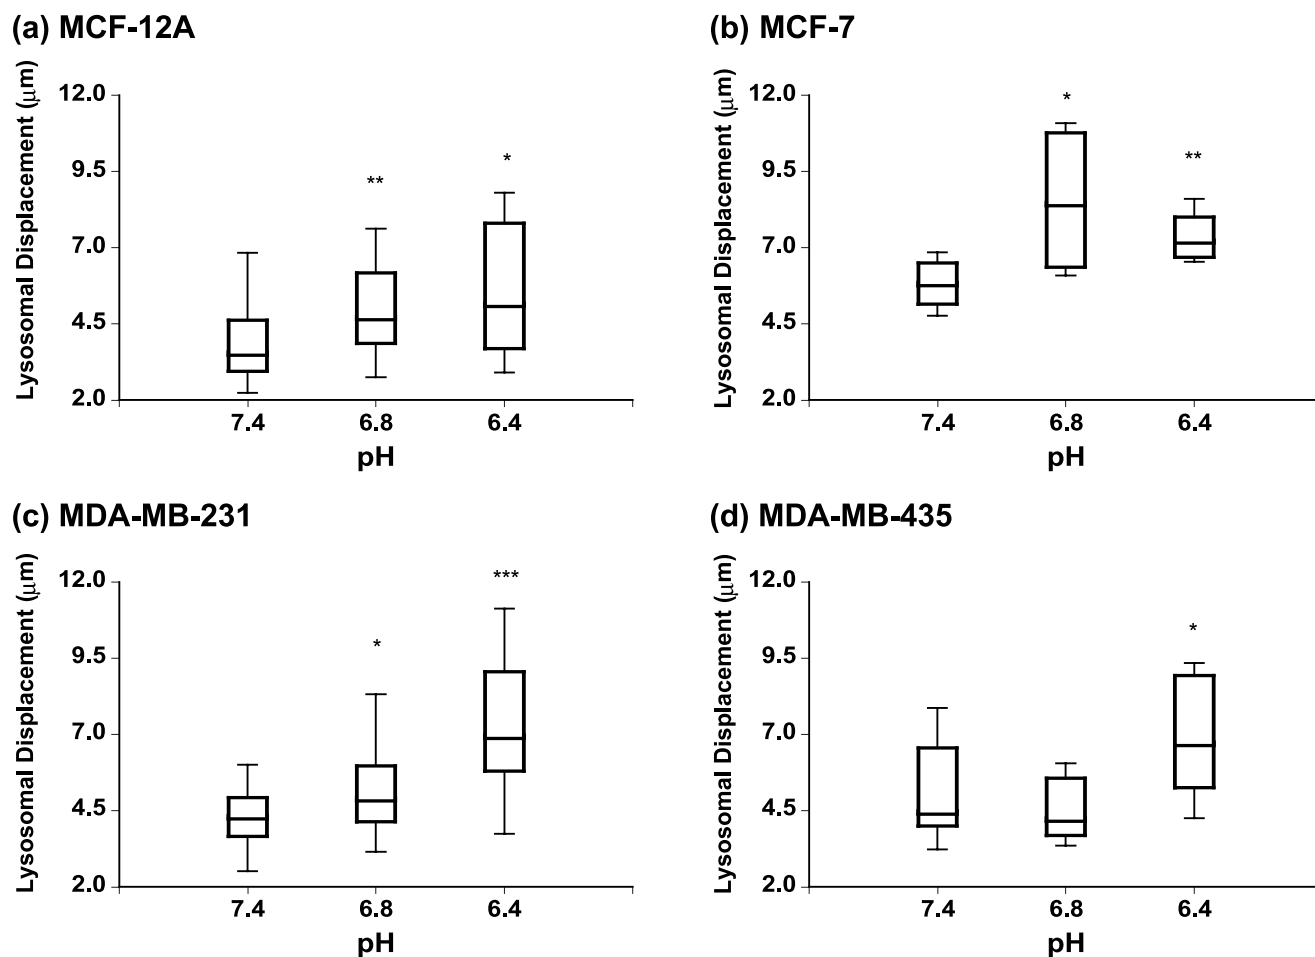 (a) MCF-12A
Lysosomal Displacement (μm)
12.0
9.5
7.0
4.5
2.0
**
*
7.4 6.8 6.4
pH
(b) MCF-7
Lysosomal Displacement (μm)
12.0
9.5
7.0
4.5
2.0
*
**
7.4 6.8 6.4
pH
(c) MDA-MB-231
Lysosomal Displacement (μm)
12.0
9.5
7.0
4.5
2.0
*
***
7.4 6.8 6.4
pH
(d) MDA-MB-435
Lysosomal Displacement (μm)
12.0
9.5
7.0
4.5
2.0
*
7.4 6.8 6.4
pH